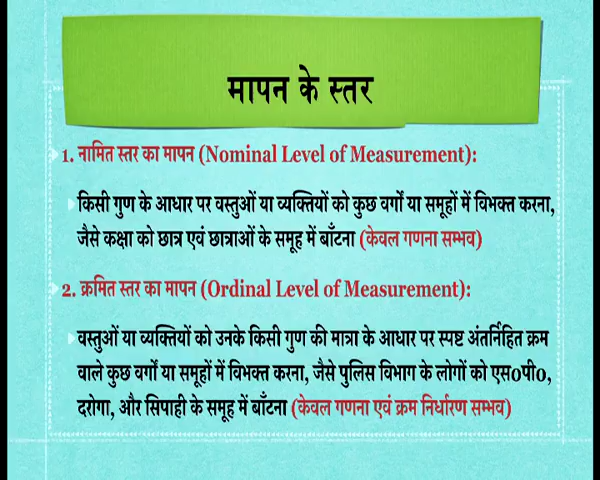 मापन के स्तर
1. नामित स्तर का मापन (Nominal Level of Measurement):
किसी गुण के आधार पर वस्तुओं या व्यक्तियों को कुछ वर्गों या समूहों में विभक्त करना,
जैसे कक्षा को छात्र एवं छात्राओं के समूह में बाँटना (केवल गणना सम्भव)
2. क्रमित स्तर का मापन (Ordinal Level of Measurement):
वस्तुओं या व्यक्तियों को उनके किसी गुण की मात्रा के आधार पर स्पष्ट अंतर्निहित क्रम
वाले कुछ वर्गों या समूहों में विभक्त करना, जैसे पुलिस विभाग के लोगों को एस0पी0,
दरोगा, और सिपाही के समूह में बाँटना (केवल गणना एवं क्रम निर्धारण सम्भव)